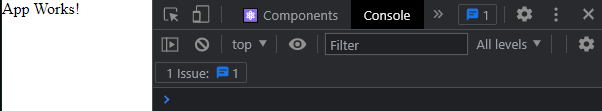 App Works!
Components Console » 1
top Filter All levels
1 Issue: 1